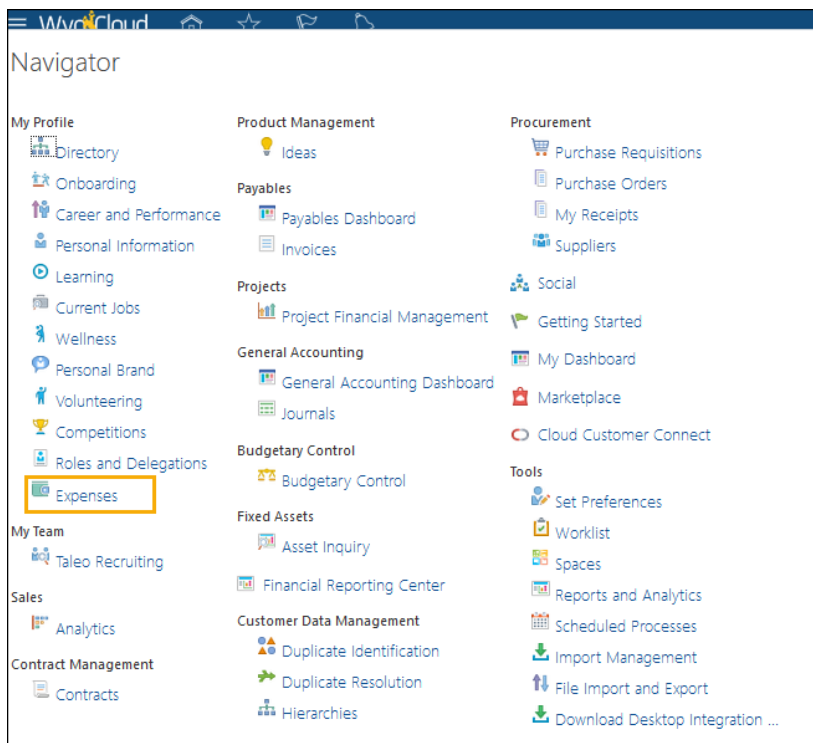 WyoCloud
Navigator
My Profile
Directory
Onboarding
Career and Performance
Personal Information
Learning
Current Jobs
Wellness
Personal Brand
Volunteering
Competitions
Roles and Delegations
Expenses
My Team
Taleo Recruiting
Sales
Analytics
Contract Management
Contracts
Product Management
Ideas
Payables
Payables Dashboard
Invoices
Projects
Project Financial Management
General Accounting
General Accounting Dashboard
Journals
Budgetary Control
Budgetary Control
Fixed Assets
Asset Inquiry
Financial Reporting Center
Customer Data Management
Duplicate Identification
Duplicate Resolution
Hierarchies
Procurement
Purchase Requisitions
Purchase Orders
My Receipts
Suppliers
Social
Getting Started
My Dashboard
Marketplace
Cloud Customer Connect
Tools
Set Preferences
Worklist
Spaces
Reports and Analytics
Scheduled Processes
Import Management
File Import and Export
Download Desktop Integration ...